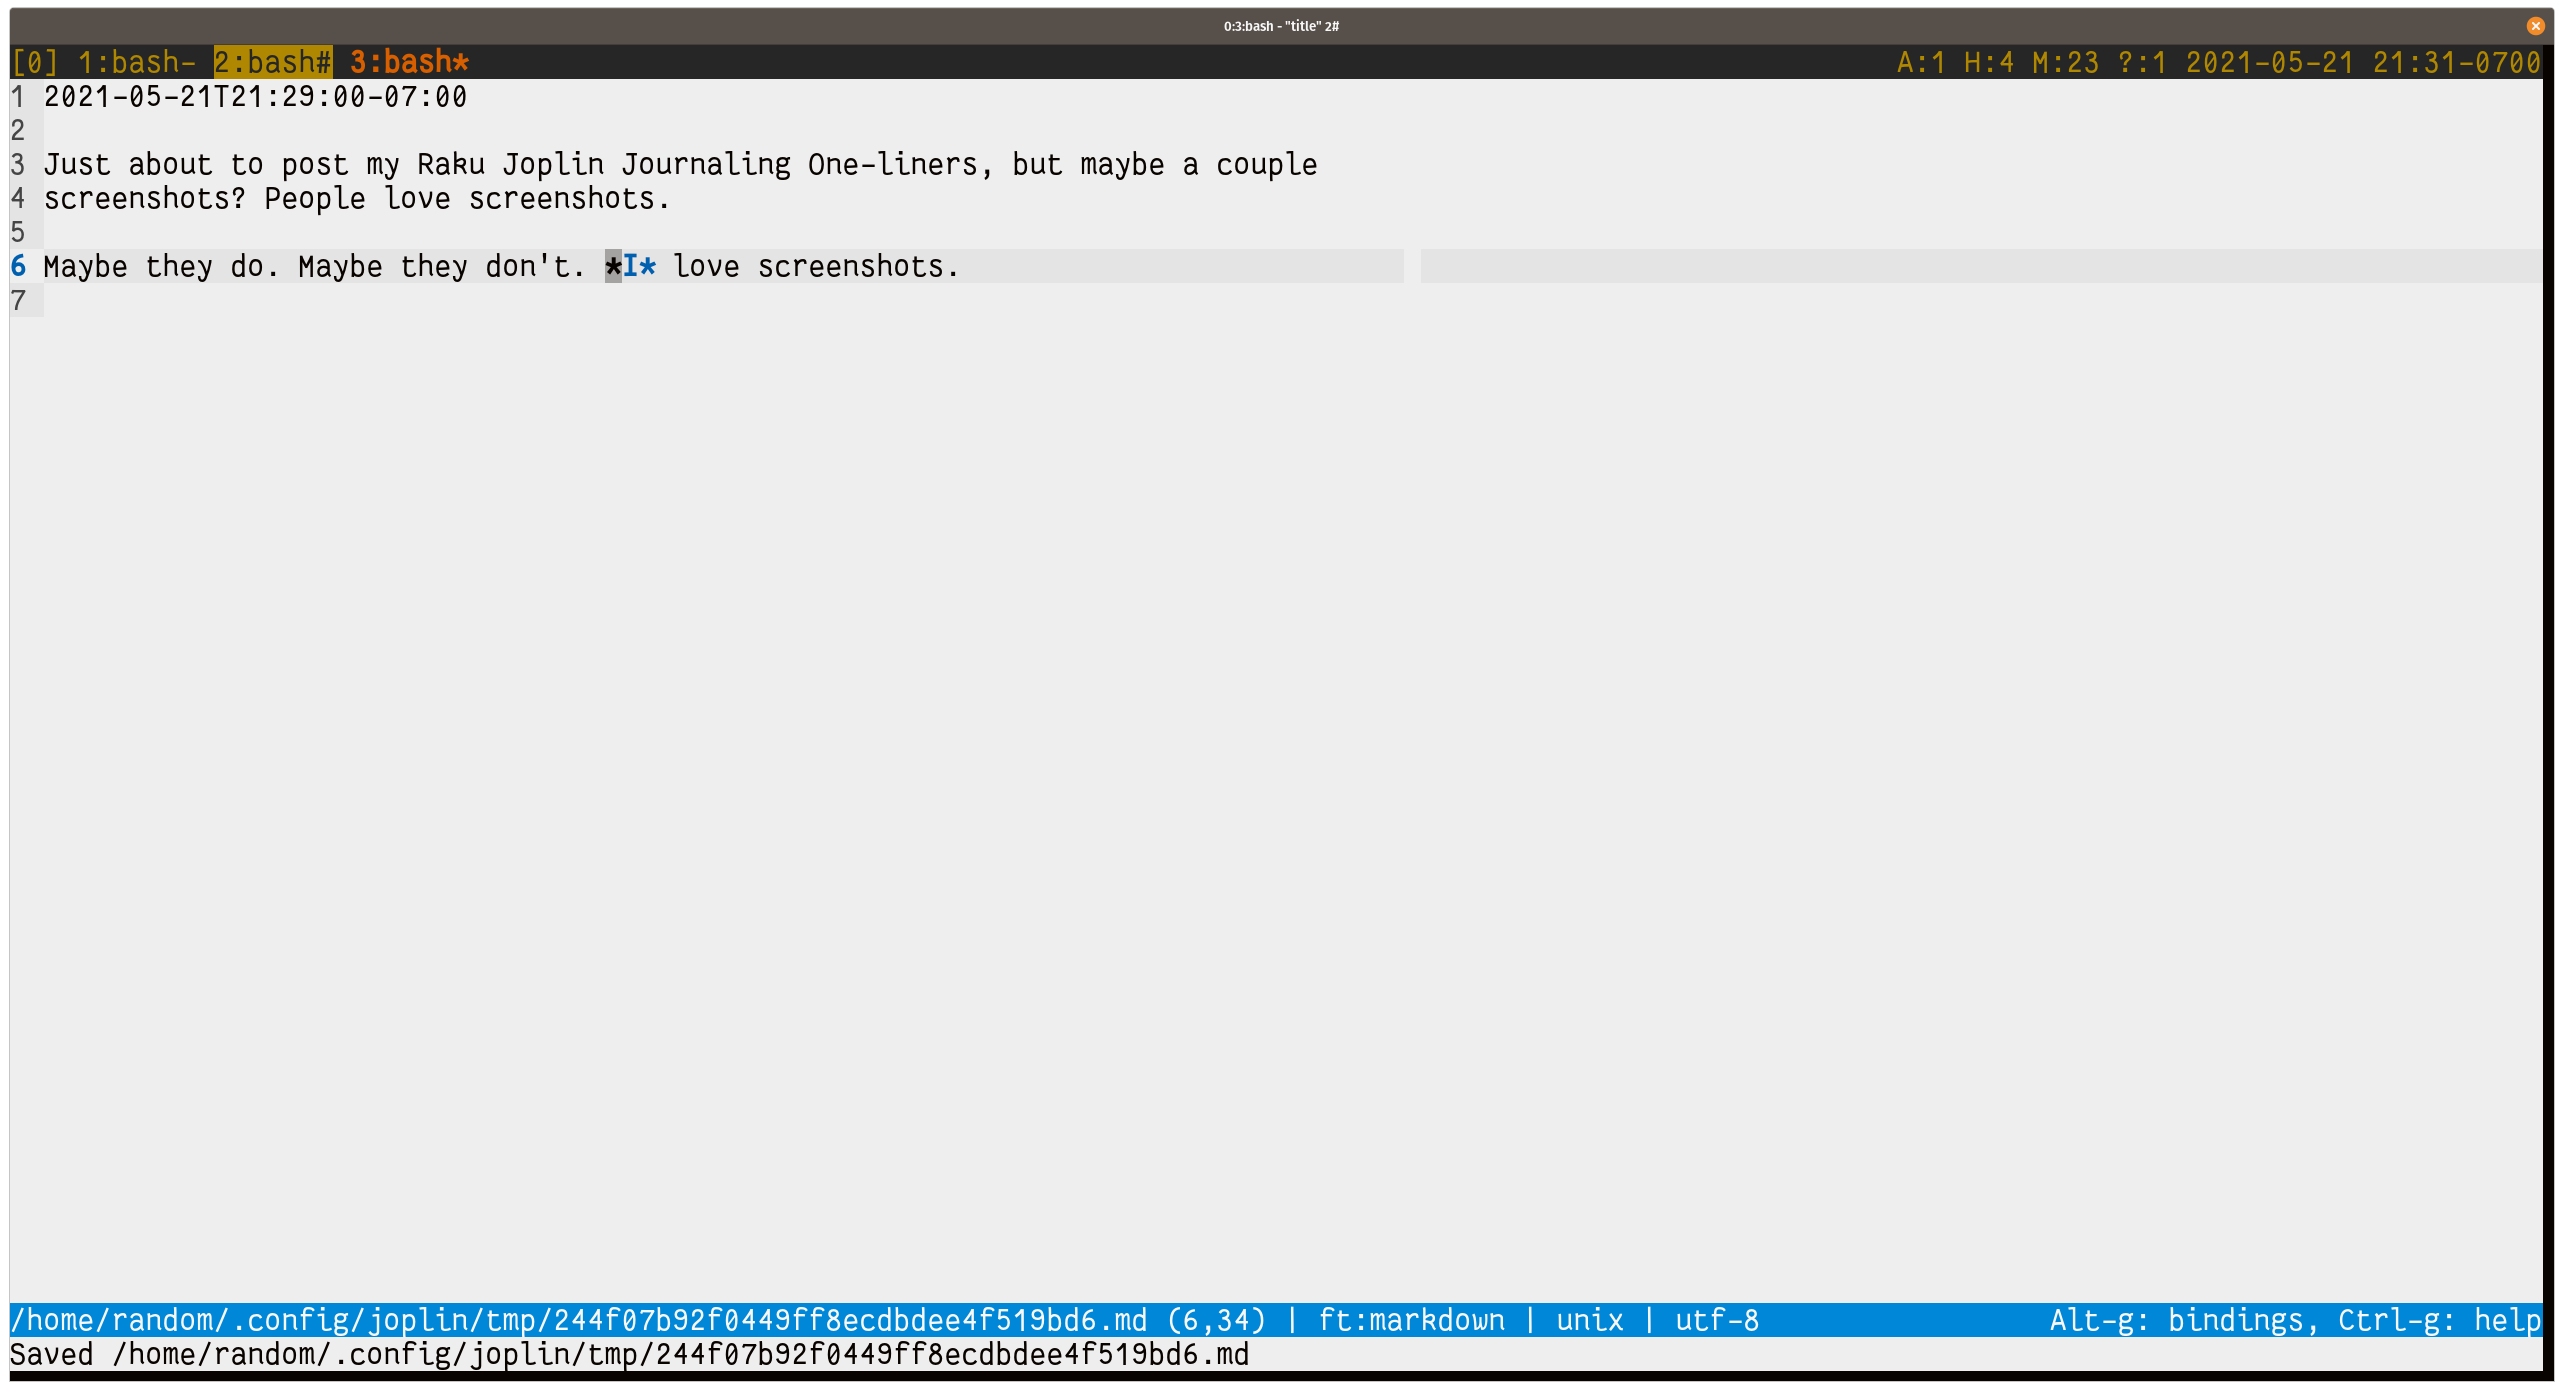 0:3:bash - "title" 2#
[0] 1:bash- 2:bash# 3:bash* A:1 H:4 M:23 ?:1 2021-05-21 21:31-0700
1 2021-05-21T21:29:00-07:00
2
3 Just about to post my Raku Joplin Journaling One-liners, but maybe a couple
4 screenshots? People love screenshots.
5
6 Maybe they do. Maybe they don't. *I* love screenshots.
7
/home/random/.config/joplin/tmp/244f07b92f0449ff8ecdbdee4f519bd6.md (6,34) | ft:markdown | unix | utf-8 Alt-g: bindings, Ctrl-g: help
Saved /home/random/.config/joplin/tmp/244f07b92f0449ff8ecdbdee4f519bd6.md